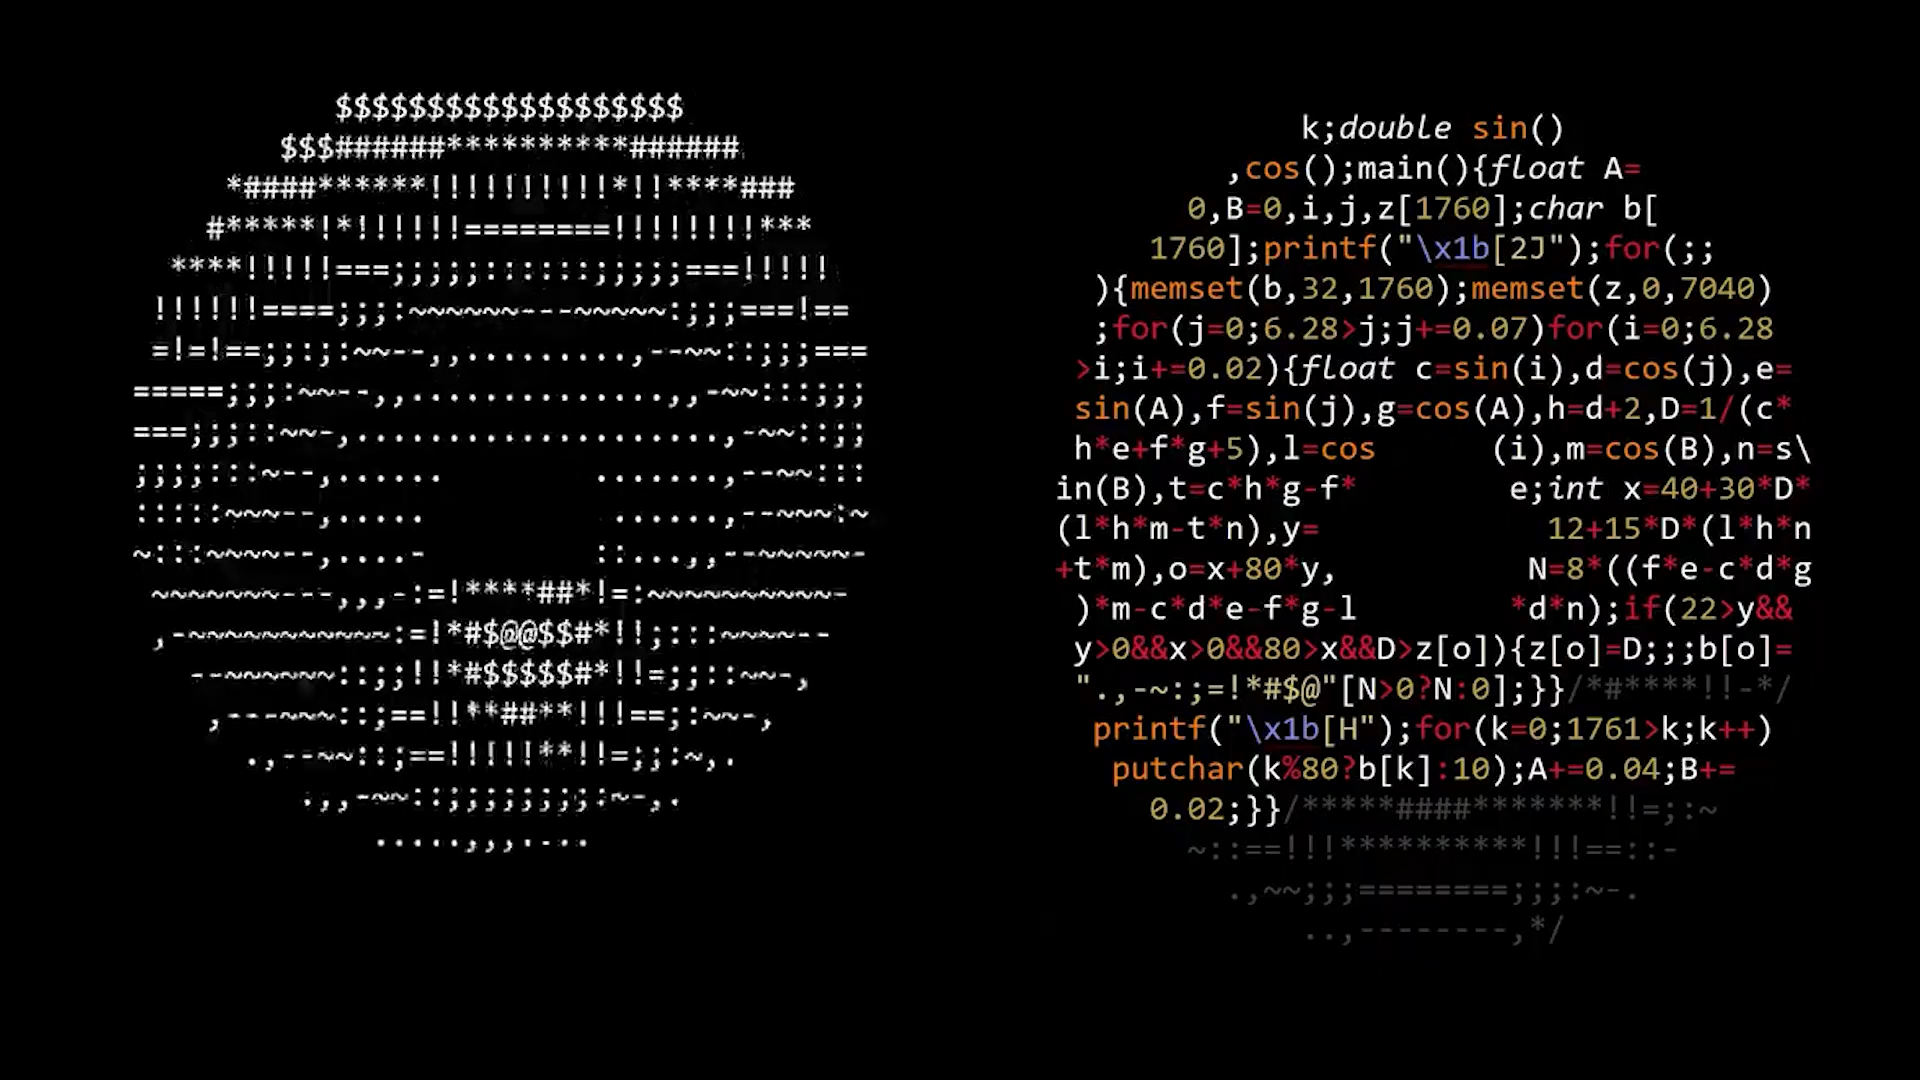 $$$$$$$$$$$$$$$$$$$
$$$######**********######
*####******!!!!!!!!!!*!!****###
#*****!*!!!!!!========!!!!!!!!***
****!!!!!===;;;;;::::::;;;;;===!!!!!
!!!!!!====;;;:~~~~~~---~~~~~:;;;===!==
=!=!==;;:;:~~--,,.........,--~~::;;;===
=====;;;:~~--,,..............,,-~~:::;;;
===;;;::~~-,.....................,-~~::;;
;;;;:::~--,...... .......,--~~:::
:::::~~~--,..... ......,--~~~:~
~:::~~~~--,....- ::...,,--~~~~~-
~~~~~~~---,,,-:=!****##*!=:~~~~~~~~~~-
,-~~~~~~~~~~~:=!*#$@@$$#*!!;:::~~~~--
--~~~~~~::;;!!*#$$$$$#*!!=;;::~~-,
,---~~~::;==!!**##**!!!==;:~~-,
.,--~~::;==!!!!!**!!=;;:~,.
.,,-~~::;;;;;;;;:~-,.
.....,,,.---
k;double sin()
,cos();main(){float A=
0,B=0,i,j,z[1760];char b[
1760];printf("\x1b[2J");for(;;
){memset(b,32,1760);memset(z,0,7040)
;for(j=0;6.28>j;j+=0.07)for(i=0;6.28
>i;i+=0.02){float c=sin(i),d=cos(j),e=
sin(A),f=sin(j),g=cos(A),h=d+2,D=1/(c*
h*e+f*g+5),l=cos (i),m=cos(B),n=s\
in(B),t=c*h*g-f* e;int x=40+30*D*
(l*h*m-t*n),y= 12+15*D*(l*h*n
+t*m),o=x+80*y, N=8*((f*e-c*d*g
)*m-c*d*e-f*g-l *d*n);if(22>y&&
y>0&&x>0&&80>x&&D>z[o]){z[o]=D;;;b[o]=
".,-~:;=!*#$@"[N>0?N:0];}}/*#****!!-*/
printf("\x1b[H");for(k=0;1761>k;k++)
putchar(k%80?b[k]:10);A+=0.04;B+=
0.02;}}/*****####*******!!=;:~
~::==!!!**********!!!==::-
.,~~;;;========;;;:~-.
..,--------,*/